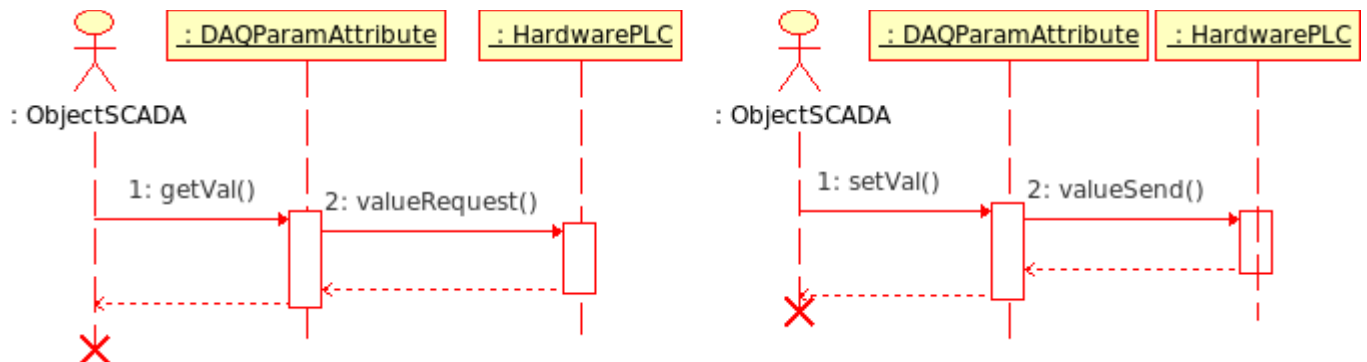 : DAQParamAttribute
: HardwarePLC
: ObjectSCADA
1: getVal()
2: valueRequest()
: DAQParamAttribute
: HardwarePLC
: ObjectSCADA
1: setVal()
2: valueSend()